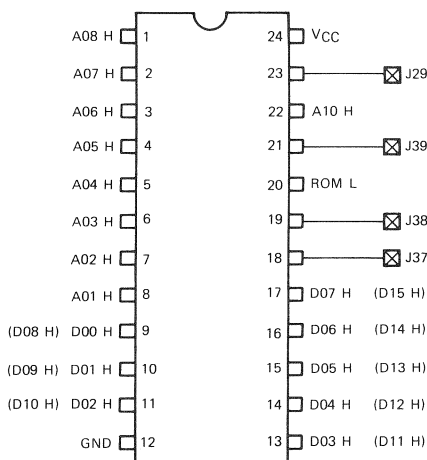 A08 H 1 24 VCC
A07 H 2 23 J29
A06 H 3 22 A10 H
A05 H 4 21 J39
A04 H 5 20 ROM L
A03 H 6 19 J38
A02 H 7 18 J37
A01 H 8 17 D07 H (D15 H)
(D08 H) D00 H 9 16 D06 H (D14 H)
(D09 H) D01 H 10 15 D05 H (D13 H)
(D10 H) D02 H 11 14 D04 H (D12 H)
GND 12 13 D03 H (D11 H)